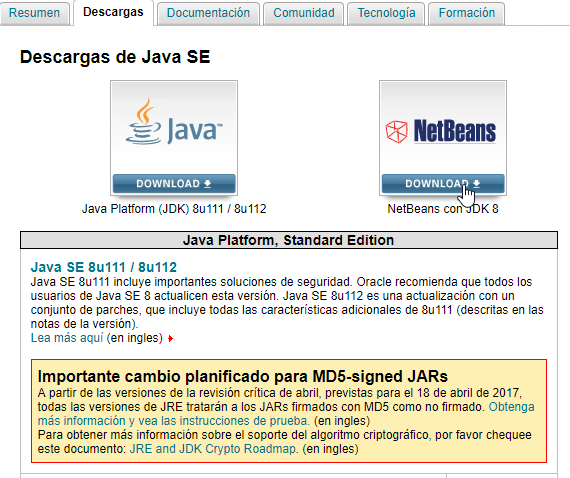 Resumen
Descargas
Documentación
Comunidad
Tecnología
Formación
Descargas de Java SE
Java™
DOWNLOAD
NetBeans
DOWNLOAD
Java Platform (JDK) 8u111 / 8u112
NetBeans con JDK 8
Java Platform, Standard Edition
Java SE 8u111 / 8u112
Java SE 8u111 incluye importantes soluciones de seguridad. Oracle recomienda que todos los
usuarios de Java SE 8 actualicen esta versión. Java SE 8u112 es una actualización con un
conjunto de parches, que incluye todas las características adicionales de 8u111 (descritas en las
notas de la versión).
Lea más aquí (en ingles)
Importante cambio planificado para MD5-signed JARs
A partir de las versiones de la revisión crítica de abril, previstas para el 18 de abril de 2017,
todas las versiones de JRE tratarán a los JARs firmados con MD5 como no firmado. Obtenga
más información y vea las instrucciones de prueba. (en ingles)
Para obtener más información sobre el soporte del algoritmo criptográfico, por favor chequee
este documento: JRE and JDK Crypto Roadmap. (en ingles)